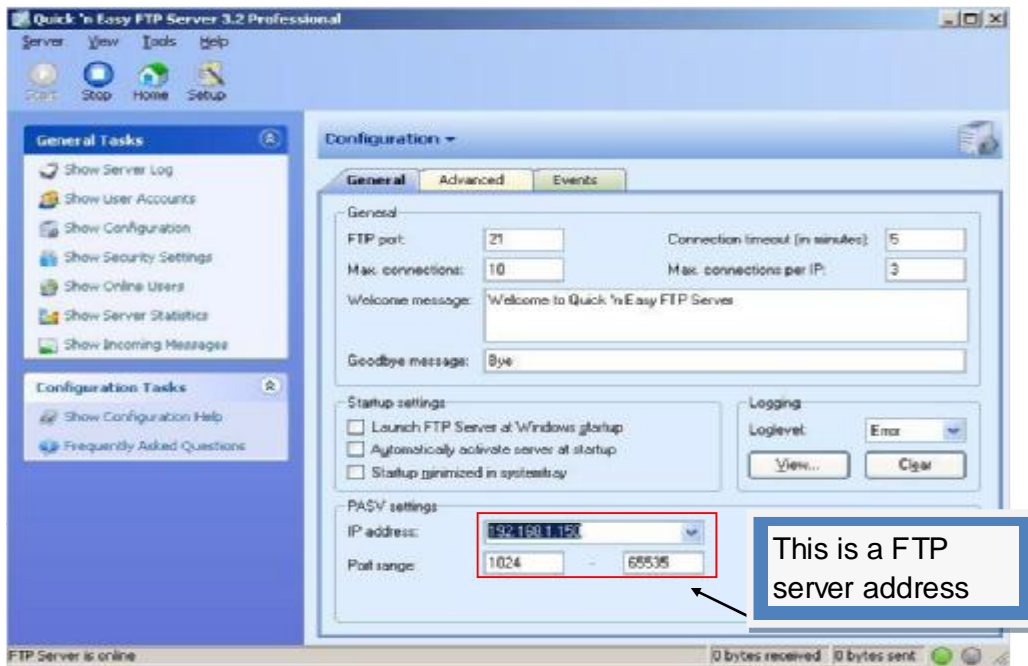 Quick 'n Easy FTP Server 3.2 Professional
Server View Tools Help
Start Stop Home Setup
General Tasks
Show Server Log
Show User Accounts
Show Configuration
Show Security Settings
Show Online Users
Show Server Statistics
Show Incoming Messages
Configuration Tasks
Show Configuration Help
Frequently Asked Questions
Configuration
General Advanced Events
General
FTP port: 21 Connection timeout (in minutes): 5
Max. connections: 10 Max. connections per IP: 3
Welcome message: Welcome to Quick 'n Easy FTP Server
Goodbye message: Bye
Startup settings
Launch FTP Server at Windows startup
Automatically activate server at startup
Startup minimized in systemtray
Logging
Loglevel: Error
View... Clear
PASV settings
IP address: 192.168.1.150
Port range: 1024 - 65535
This is a FTP
server address
FTP Server is online 0 bytes received 0 bytes sent